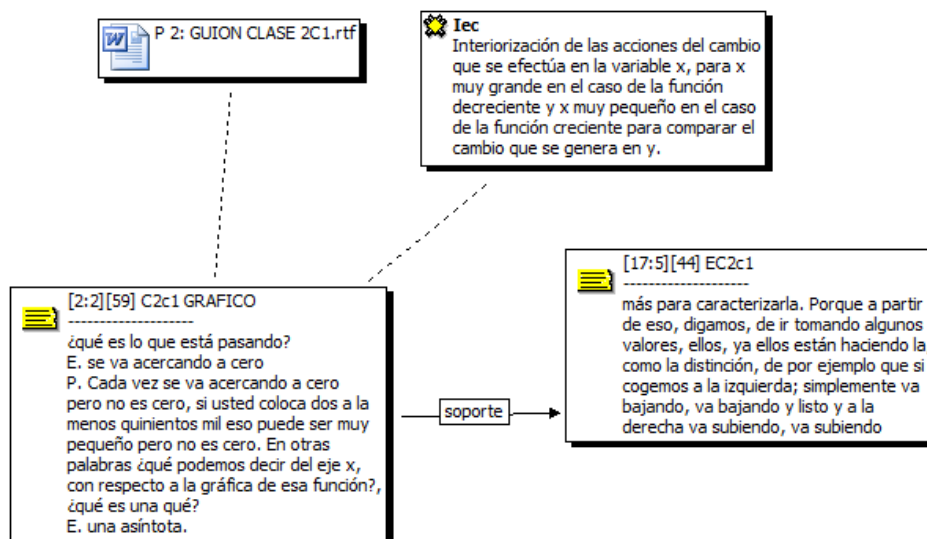 P 2: GUION CLASE 2C1.rtf
Iec
Interiorización de las acciones del cambio
que se efectúa en la variable x, para x
muy grande en el caso de la función
decreciente y x muy pequeño en el caso
de la función creciente para comparar el
cambio que se genera en y.
[2:2][59] C2c1 GRAFICO
--------------------
¿qué es lo que está pasando?
E. se va acercando a cero
P. Cada vez se va acercando a cero
pero no es cero, si usted coloca dos a la
menos quinientos mil eso puede ser muy
pequeño pero no es cero. En otras
palabras ¿qué podemos decir del eje x,
con respecto a la gráfica de esa función?,
¿qué es una qué?
E. una asíntota.
soporte
[17:5][44] EC2c1
--------------------
más para caracterizarla. Porque a partir
de eso, digamos, de ir tomando algunos
valores, ellos, ya ellos están haciendo la
como la distinción, de por ejemplo que si
cogemos a la izquierda; simplemente va
bajando, va bajando y listo y a la
derecha va subiendo, va subiendo